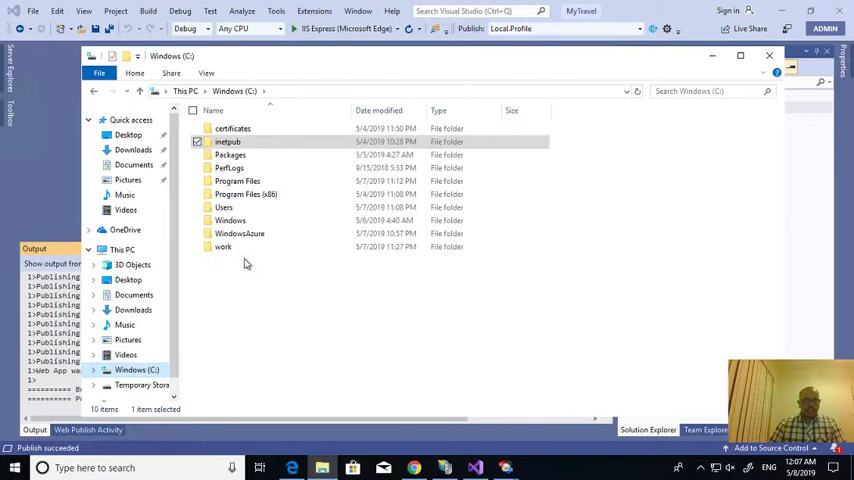 File Edit View Project Build Debug Test Analyze Tools Extensions Window Help Search Visual Studio (Ctrl+Q) MyTravel Sign in
Debug Any CPU IIS Express (Microsoft Edge) Publish: Local.Profile Live Share ADMIN
Server Explorer
Toolbox
Properties
Windows (C:)
File Home Share View
This PC > Windows (C:) > Search Windows (C:)
Name Date modified Type Size
Quick access
Desktop
Downloads
Documents
Pictures
Music
Videos
OneDrive
This PC
3D Objects
Desktop
Documents
Downloads
Music
Pictures
Videos
Windows (C:)
Temporary Stora
certificates 5/4/2019 11:50 PM File folder
inetpub 5/4/2019 10:28 PM File folder
Packages 5/5/2019 4:27 AM File folder
PerfLogs 9/15/2018 5:33 PM File folder
Program Files 5/7/2019 11:12 PM File folder
Program Files (x86) 5/4/2019 11:08 PM File folder
Users 5/7/2019 11:08 PM File folder
Windows 5/6/2019 4:40 AM File folder
WindowsAzure 5/7/2019 10:57 PM File folder
work 5/7/2019 11:27 PM File folder
10 items 1 item selected
Output
Show output from:
1>Publishing
1>Publishing
1>Publishing
1>Publishing
1>Publishing
1>Publishing
1>Publishing
1>Publishing
1>Web App wa
1>
========== B
========== P
Output Web Publish Activity Solution Explorer Team Explore
Publish succeeded Add to Source Control
Type here to search ENG 12:07 AM
5/8/2019